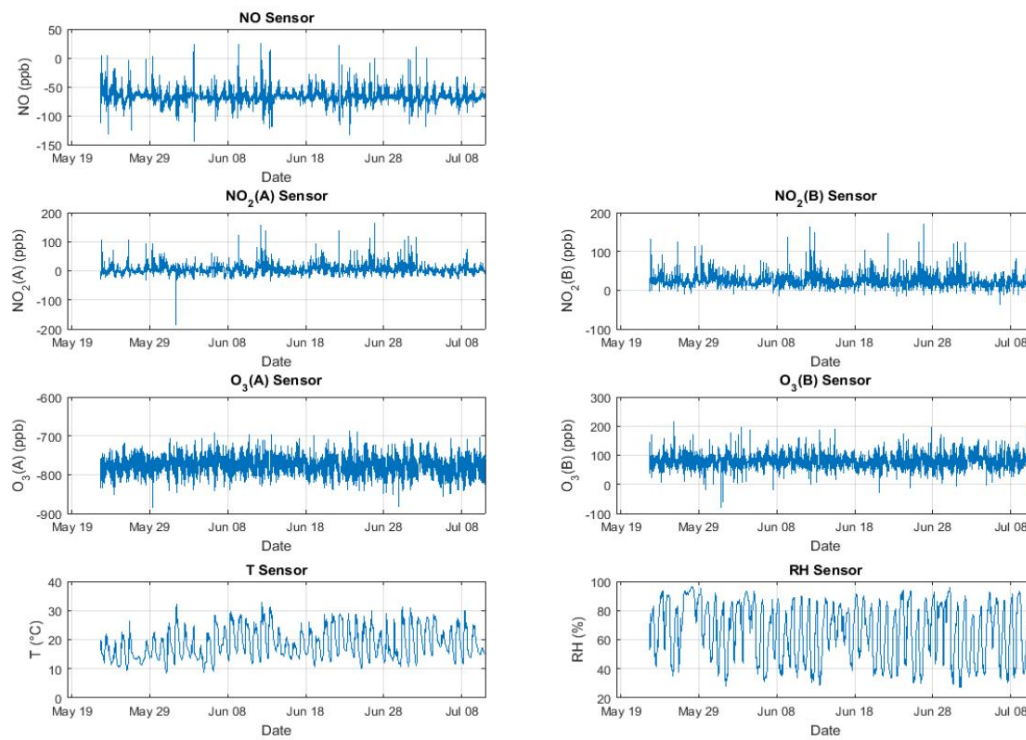 NO Sensor
50
0
-50
-100
-150
NO (ppb)
May 19 May 29 Jun 08 Jun 18 Jun 28 Jul 08
Date
NO2(A) Sensor
200
100
0
-100
-200
NO2(A) (ppb)
May 19 May 29 Jun 08 Jun 18 Jun 28 Jul 08
Date
NO2(B) Sensor
200
100
0
-100
NO2(B) (ppb)
May 19 May 29 Jun 08 Jun 18 Jun 28 Jul 08
Date
O3(A) Sensor
-600
-700
-800
-900
O3(A) (ppb)
May 19 May 29 Jun 08 Jun 18 Jun 28 Jul 08
Date
O3(B) Sensor
300
200
100
0
-100
O3(B) (ppb)
May 19 May 29 Jun 08 Jun 18 Jun 28 Jul 08
Date
T Sensor
40
30
20
10
0
T (°C)
May 19 May 29 Jun 08 Jun 18 Jun 28 Jul 08
Date
RH Sensor
100
80
60
40
20
RH (%)
May 19 May 29 Jun 08 Jun 18 Jun 28 Jul 08
Date